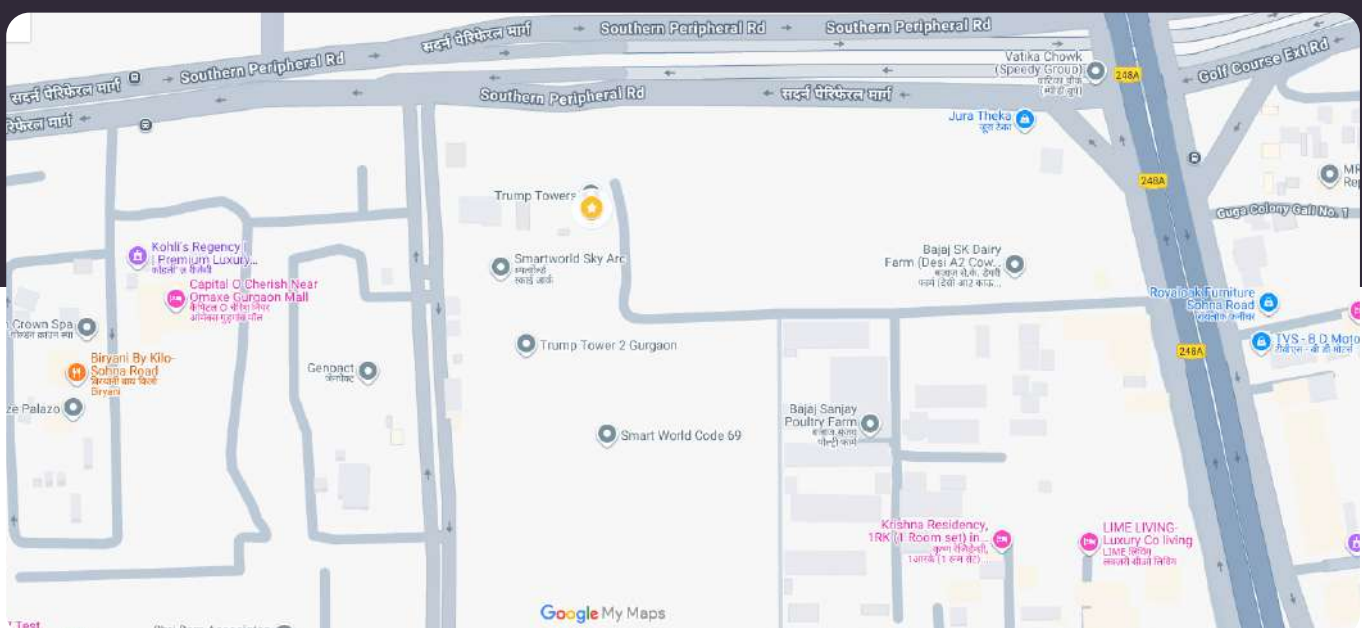 Southern Peripheral Rd
Southern Peripheral Rd
सदर्न पेरिफेरल मार्ग
Southern Peripheral Rd
सदर्न पेरिफेरल मार्ग
Southern Peripheral Rd
सदर्न पेरिफेरल मार्ग
Vatika Chowk
(Speedy Group)
248A
Golf Course Ext Rd
Jura Theka
248A
Guga Colony Gali No. 1
Trump Towers
Kohli's Regency |
| Premium Luxury...
Smartworld Sky Arc
स्मार्टवर्ल्ड
स्काई आर्क
Bajaj SK Dairy
Farm (Desi A2 Cow...
Capital O Cherish Near
Omaxe Gurgaon Mall
Royaloak Furniture
Sohna Road
Crown Spa
Trump Tower 2 Gurgaon
TVS - B D Moto
248A
Biryani By Kilo-
Sohna Road
Biryani
Genpact
जेनपैक्ट
ze Palazo
Bajaj Sanjay
Poultry Farm
Smart World Code 69
Krishna Residency,
1RK (1 Room set) in...
LIME LIVING-
Luxury Co living
Google My Maps
Test